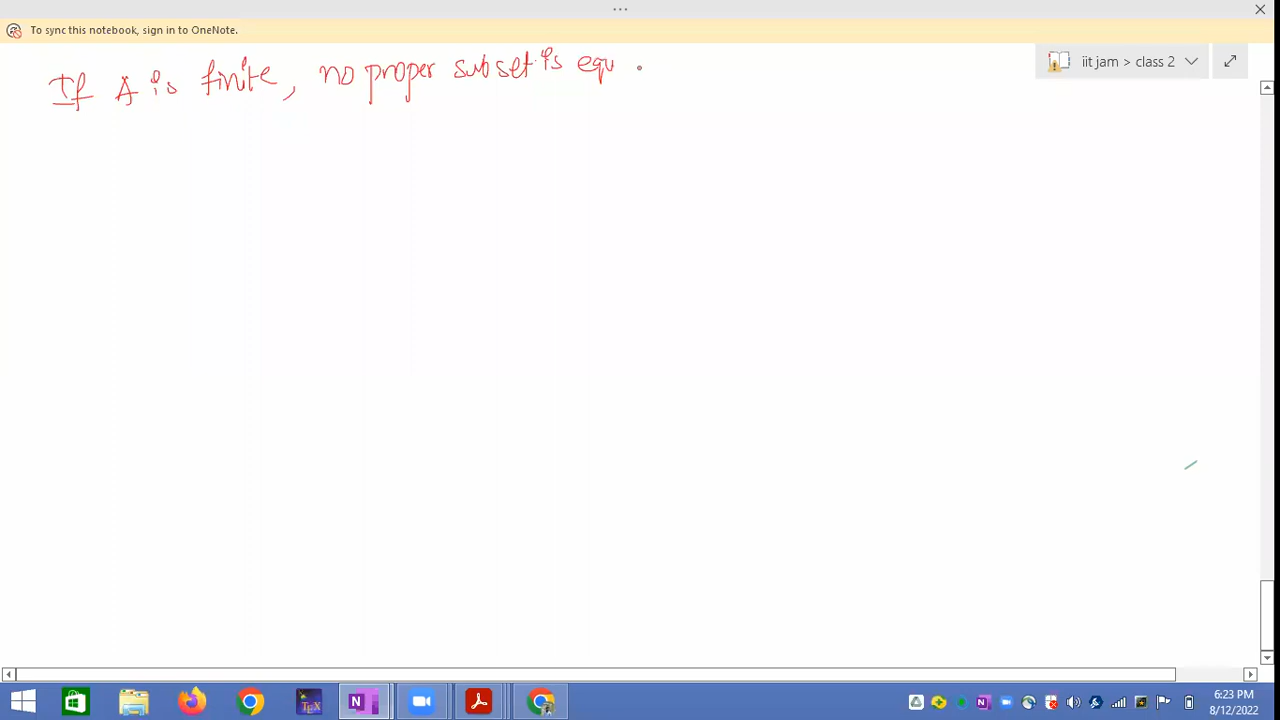 To sync this notebook, sign in to OneNote.
iit jam > class 2
If A is finite, no proper subset is equ
6:23 PM
8/12/2022